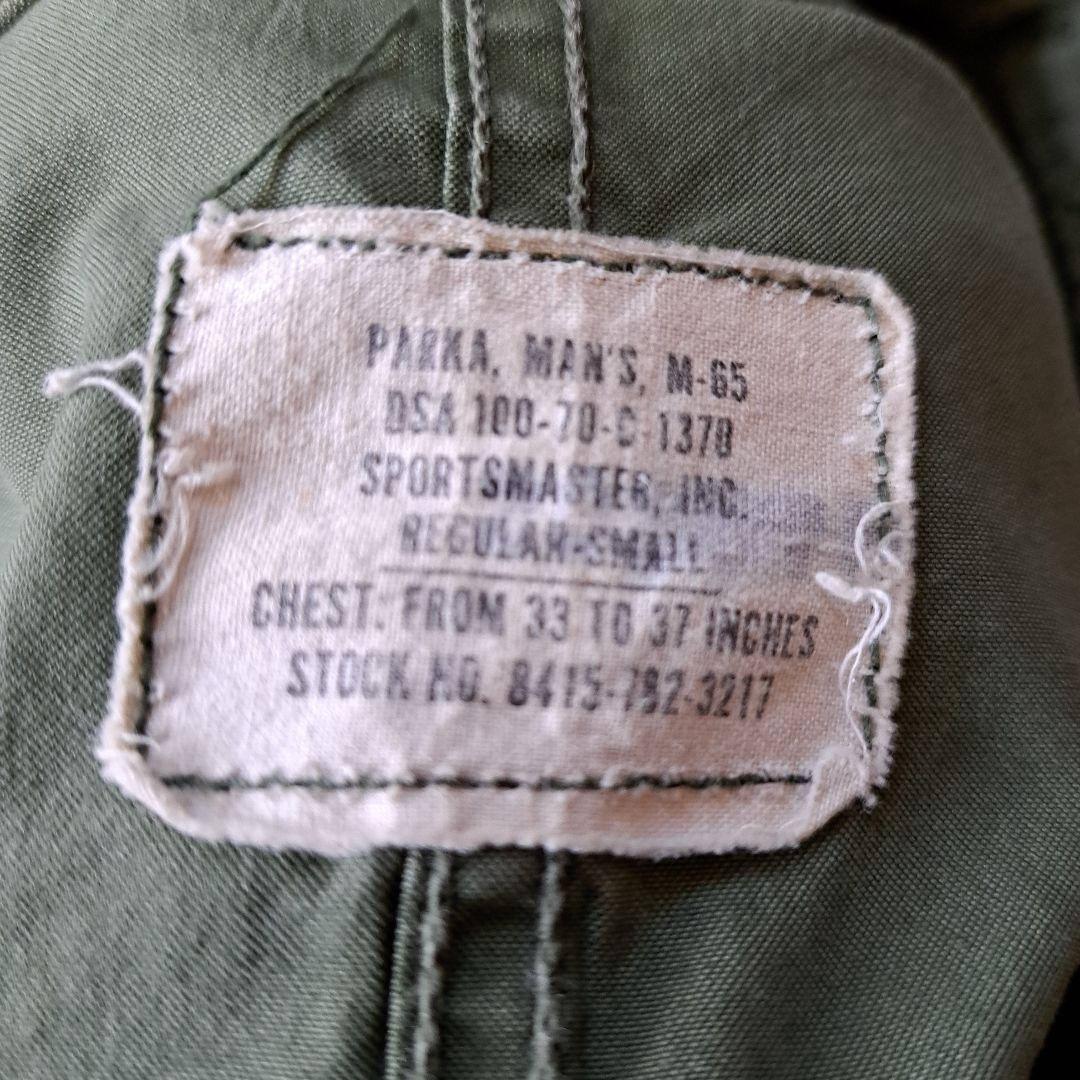 PARKA, MAN'S, M-65
DSA 100-70-C-1378
SPORTSMASTER, INC.
REGULAR-SMALL
CHEST: FROM 33 TO 37 INCHES
STOCK NO. 8415-782-3217